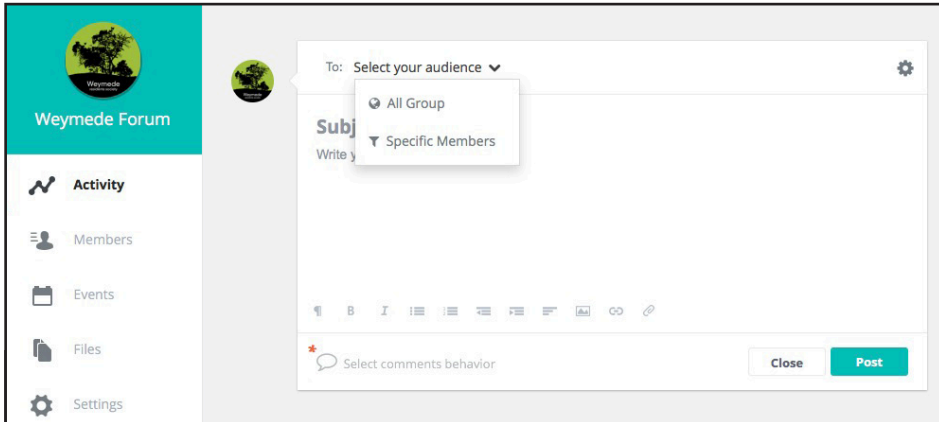 Weymede
Weymede Forum
Activity
Members
Events
Files
Settings
To: Select your audience
All Group
Specific Members
Subj
Write y
B I
* Select comments behavior
Close
Post